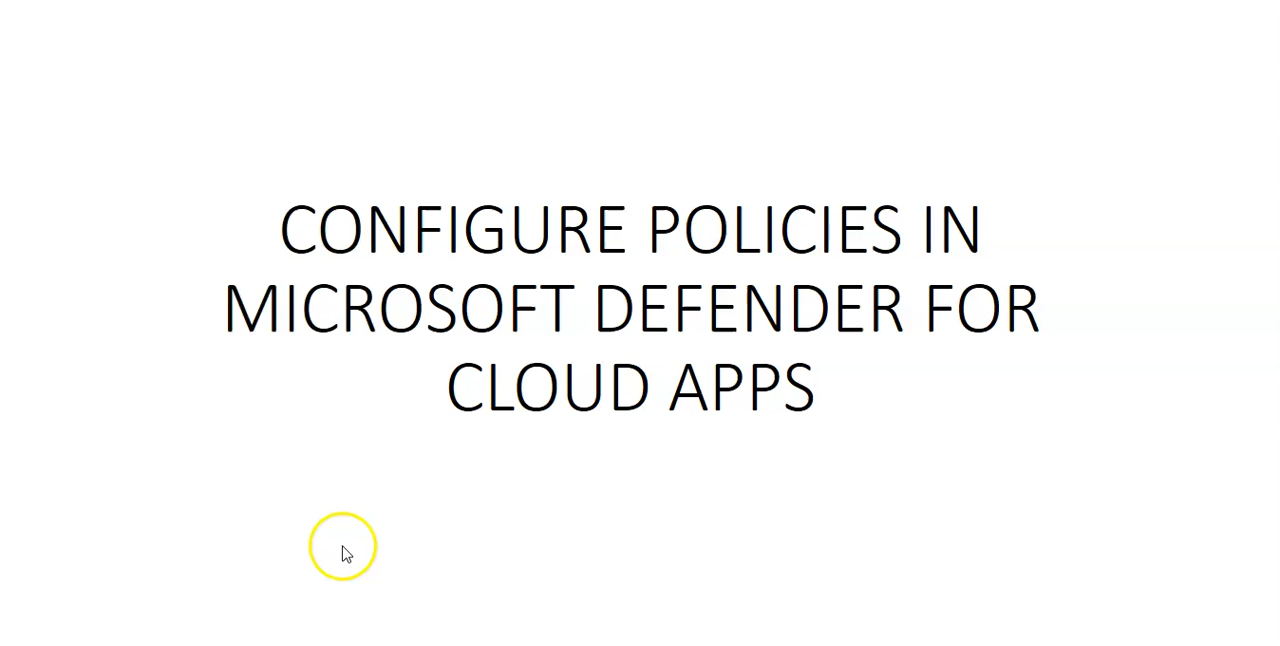 CONFIGURE POLICIES IN
MICROSOFT DEFENDER FOR
CLOUD APPS